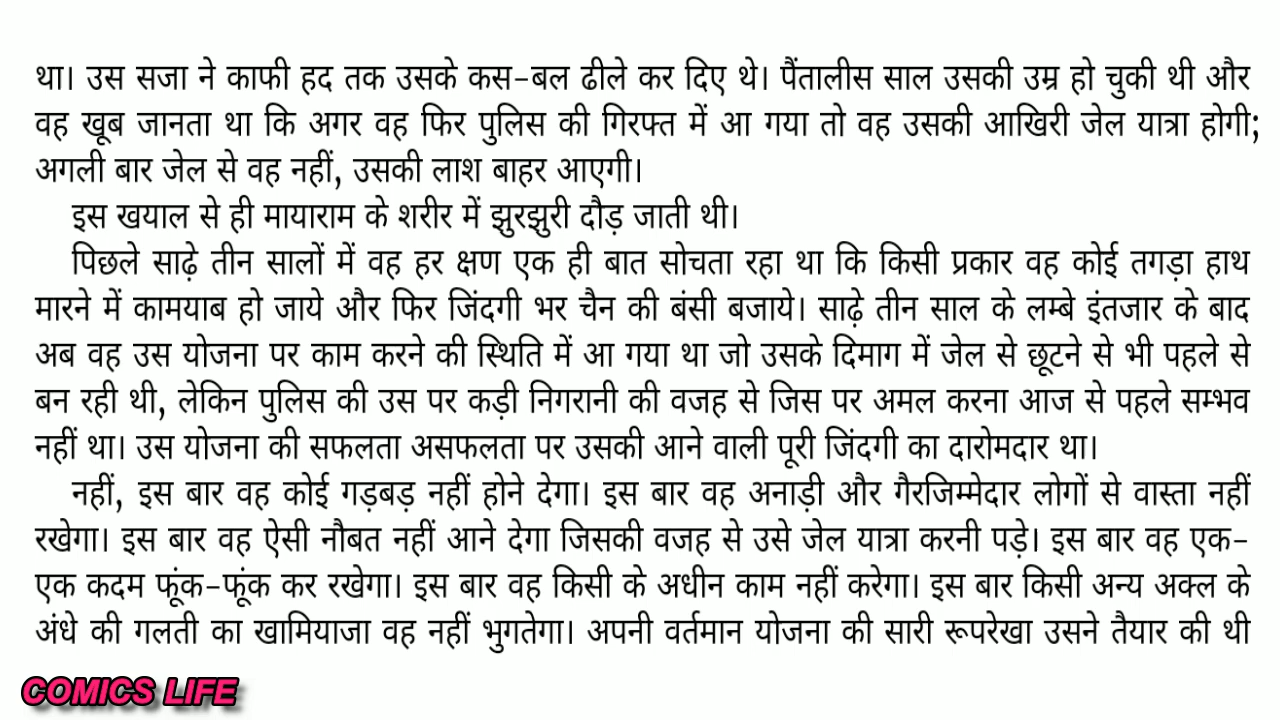 था। उस सजा ने काफी हद तक उसके कस-बल ढीले कर दिए थे। पैंतालीस साल उसकी उम्र हो चुकी थी और
वह खूब जानता था कि अगर वह फिर पुलिस की गिरफ्त में आ गया तो वह उसकी आखिरी जेल यात्रा होगी;
अगली बार जेल से वह नहीं, उसकी लाश बाहर आएगी।
इस खयाल से ही मायाराम के शरीर में झुरझुरी दौड़ जाती थी।
पिछले साढ़े तीन सालों में वह हर क्षण एक ही बात सोचता रहा था कि किसी प्रकार वह कोई तगड़ा हाथ
मारने में कामयाब हो जाये और फिर जिंदगी भर चैन की बंसी बजाये। साढ़े तीन साल के लम्बे इंतजार के बाद
अब वह उस योजना पर काम करने की स्थिति में आ गया था जो उसके दिमाग में जेल से छूटने से भी पहले से
बन रही थी, लेकिन पुलिस की उस पर कड़ी निगरानी की वजह से जिस पर अमल करना आज से पहले सम्भव
नहीं था। उस योजना की सफलता असफलता पर उसकी आने वाली पूरी जिंदगी का दारोमदार था।
नहीं, इस बार वह कोई गड़बड़ नहीं होने देगा। इस बार वह अनाड़ी और गैरजिम्मेदार लोगों से वास्ता नहीं
रखेगा। इस बार वह ऐसी नौबत नहीं आने देगा जिसकी वजह से उसे जेल यात्रा करनी पड़े। इस बार वह एक-
एक कदम फूंक-फूंक कर रखेगा। इस बार वह किसी के अधीन काम नहीं करेगा। इस बार किसी अन्य अक्ल के
अंधे की गलती का खामियाजा वह नहीं भुगतेगा। अपनी वर्तमान योजना की सारी रूपरेखा उसने तैयार की थी
COMICS LIFE